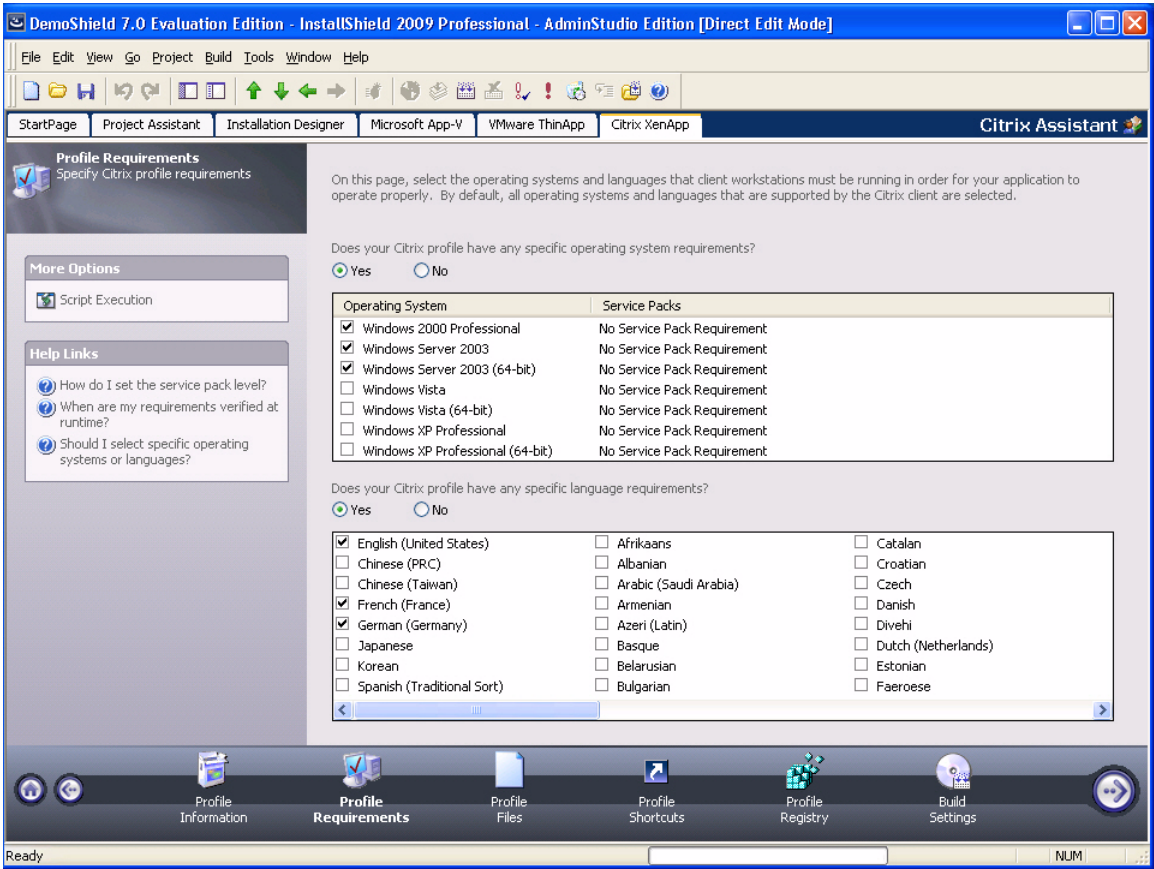 DemoShield 7.0 Evaluation Edition - InstallShield 2009 Professional - AdminStudio Edition [Direct Edit Mode]
File Edit View Go Project Build Tools Window Help
StartPage Project Assistant Installation Designer Microsoft App-V VMware ThinApp Citrix XenApp Citrix Assistant
Profile Requirements
Specify Citrix profile requirements
On this page, select the operating systems and languages that client workstations must be running in order for your application to
operate properly. By default, all operating systems and languages that are supported by the Citrix client are selected.
More Options
Script Execution
Help Links
How do I set the service pack level?
When are my requirements verified at
runtime?
Should I select specific operating
systems or languages?
Does your Citrix profile have any specific operating system requirements?
Yes No
Operating System Service Packs
Windows 2000 Professional No Service Pack Requirement
Windows Server 2003 No Service Pack Requirement
Windows Server 2003 (64-bit) No Service Pack Requirement
Windows Vista No Service Pack Requirement
Windows Vista (64-bit) No Service Pack Requirement
Windows XP Professional No Service Pack Requirement
Windows XP Professional (64-bit) No Service Pack Requirement
Does your Citrix profile have any specific language requirements?
Yes No
English (United States) Afrikaans Catalan
Chinese (PRC) Albanian Croatian
Chinese (Taiwan) Arabic (Saudi Arabia) Czech
French (France) Armenian Danish
German (Germany) Azeri (Latin) Divehi
Japanese Basque Dutch (Netherlands)
Korean Belarusian Estonian
Spanish (Traditional Sort) Bulgarian Faeroese
Profile Information
Profile Requirements
Profile Files
Profile Shortcuts
Profile Registry
Build Settings
Ready NUM